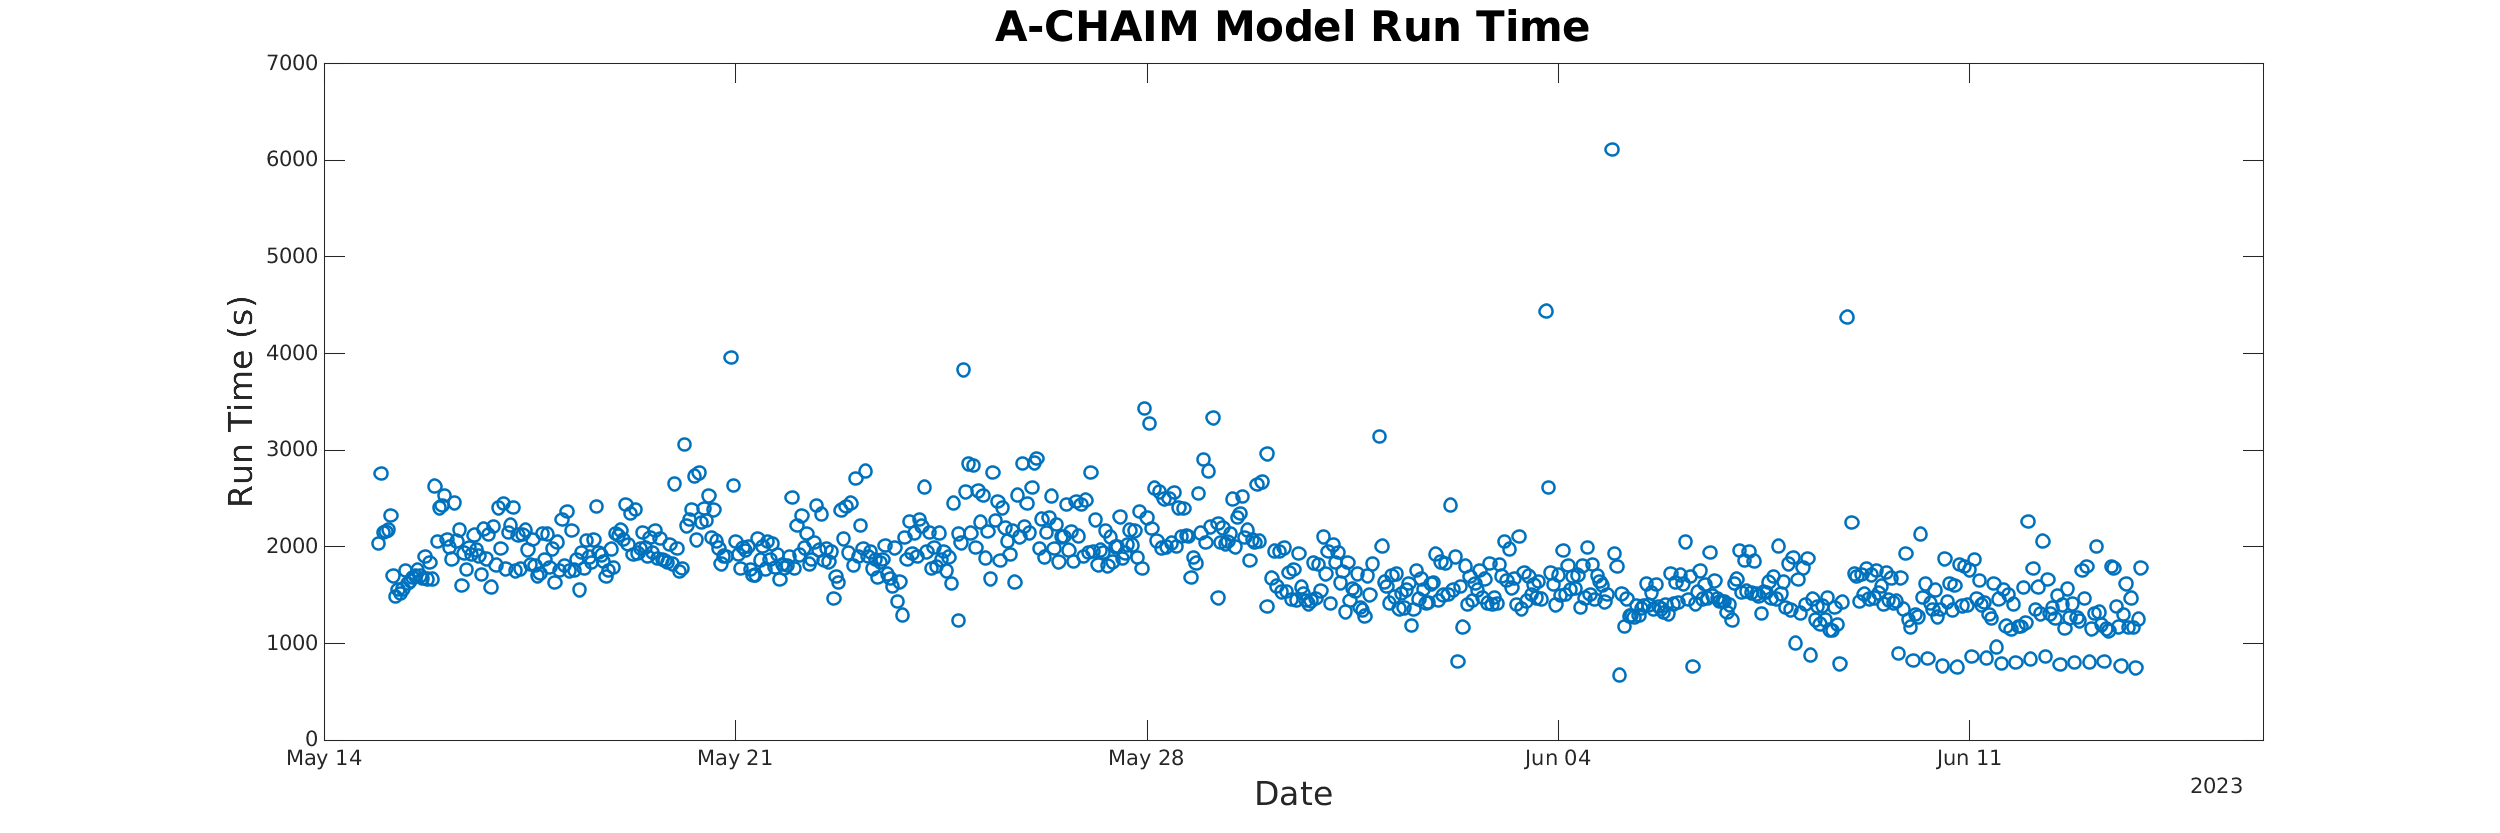 A-CHAIM Model Run Time
7000
6000
5000
4000
3000
2000
1000
0
Run Time (s)
May 14
May 21
May 28
Jun 04
Jun 11
Date
2023